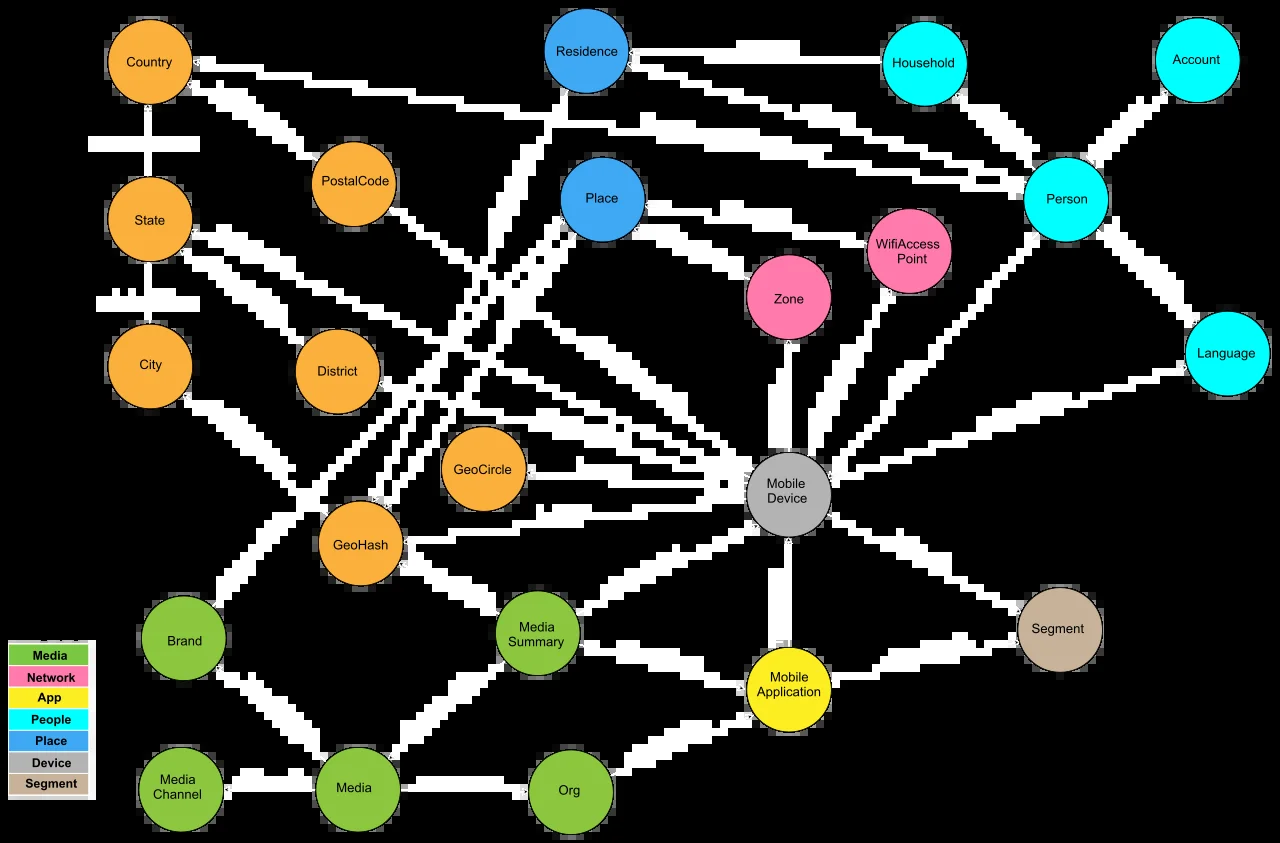 Country
Residence
Household
Account
PostalCode
State
Place
Person
WifiAccess
Point
Zone
City
District
Language
GeoCircle
Mobile
Device
GeoHash
Brand
Media
Summary
Segment
Mobile
Application
Media
Channel
Media
Org
Media
Network
App
People
Place
Device
Segment